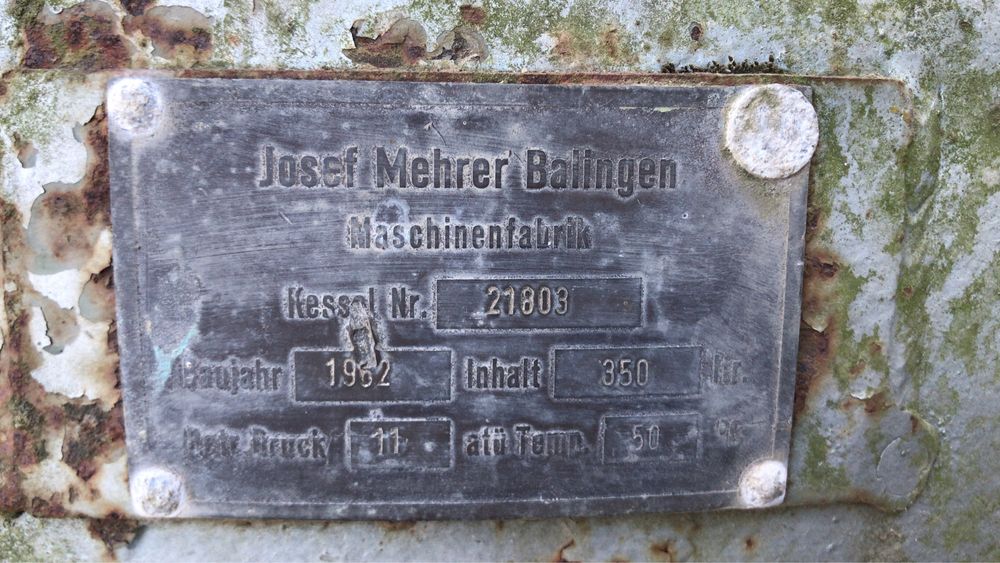 Josef Mehrer Balingen
Maschinenfabrik
Kessel Nr. 21803
Baujahr 1962 Inhalt 350 ltr.
Betr. Druck 11 atü Temp. 50 °C